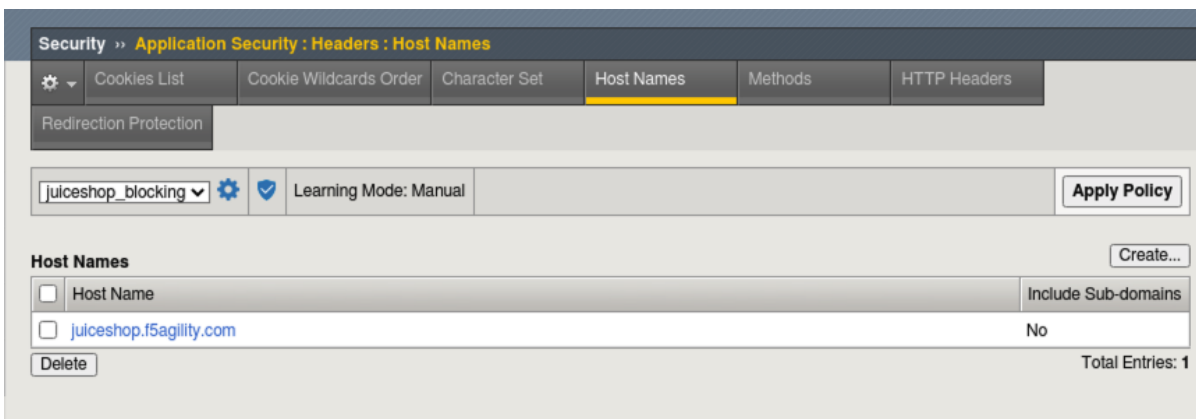 Security ›› Application Security : Headers : Host Names
Cookies List Cookie Wildcards Order Character Set Host Names Methods HTTP Headers
Redirection Protection
juiceshop_blocking Learning Mode: Manual Apply Policy
Create...
Host Names
Host Name Include Sub-domains
juiceshop.f5agility.com No
Delete Total Entries: 1